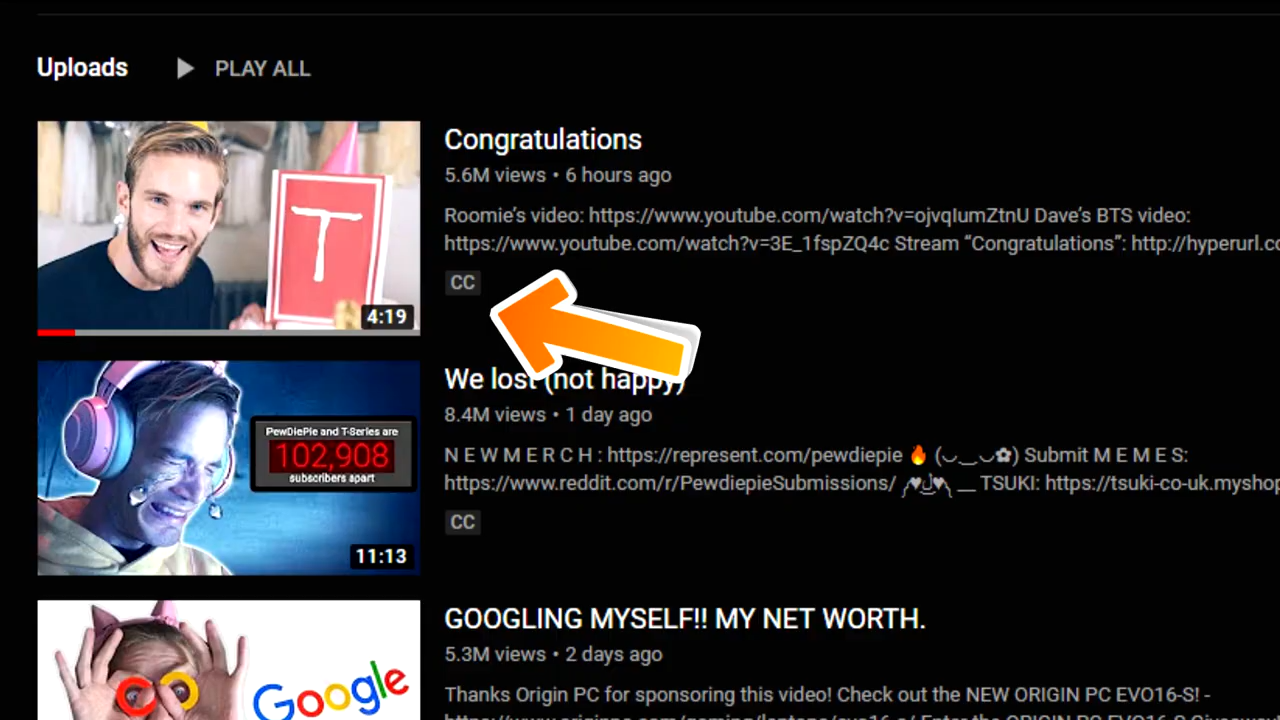 Uploads
PLAY ALL
T
4:19
Congratulations
5.6M views • 6 hours ago
Roomie's video: https://www.youtube.com/watch?v=ojvqIumZtnU Dave's BTS video:
https://www.youtube.com/watch?v=3E_1fspZQ4c Stream “Congratulations”: http://hyperurl.co
CC
PewDiePie and T-Series are
102,908
subscribers apart
11:13
We lost (not happy)
8.4M views • 1 day ago
N E W M E R C H : https://represent.com/pewdiepie 🔥 (◡‿◡✿) Submit M E M E S:
https://www.reddit.com/r/PewdiepieSubmissions/ __ TSUKI: https://tsuki-co-uk.myshop
CC
Google
GOOGLING MYSELF!! MY NET WORTH.
5.3M views • 2 days ago
Thanks Origin PC for sponsoring this video! Check out the NEW ORIGIN PC EVO16-S! -